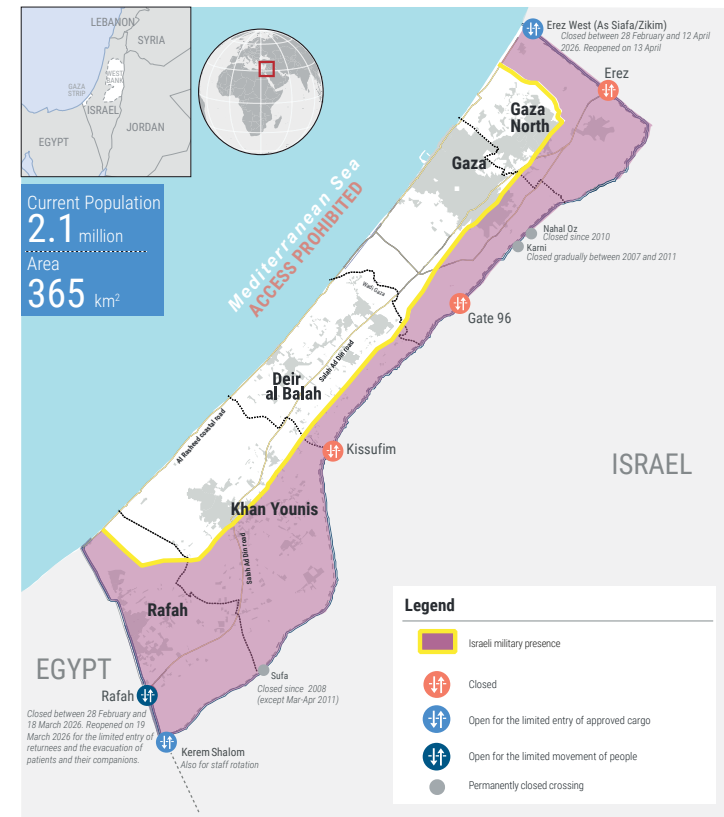 LEBANON
SYRIA
WEST
BANK
GAZA
STRIP
ISRAEL
JORDAN
EGYPT
Current Population
2.1 million
Area
365 km²
Mediterranean Sea
ACCESS PROHIBITED
Erez West (As Siafa/Zikim)
Closed between 28 February and 12 April
2026. Reopened on 13 April
Erez
Gaza
North
Gaza
Nahal Oz
Closed since 2010
Karni
Closed gradually between 2007 and 2011
Wadi Gaza
Gate 96
Salah Ad Din road
Deir
al Balah
Al Rasheed coastal road
Kissufim
ISRAEL
Khan Younis
Salah Ad Din road
Rafah
EGYPT
Sufa
Closed since 2008
(except Mar-Apr 2011)
Rafah
Closed between 28 February and
18 March 2026. Reopened on 19
March 2026 for the limited entry of
returnees and the evacuation of
patients and their companions.
Kerem Shalom
Also for staff rotation
Legend
Israeli military presence
Closed
Open for the limited entry of approved cargo
Open for the limited movement of people
Permanently closed crossing